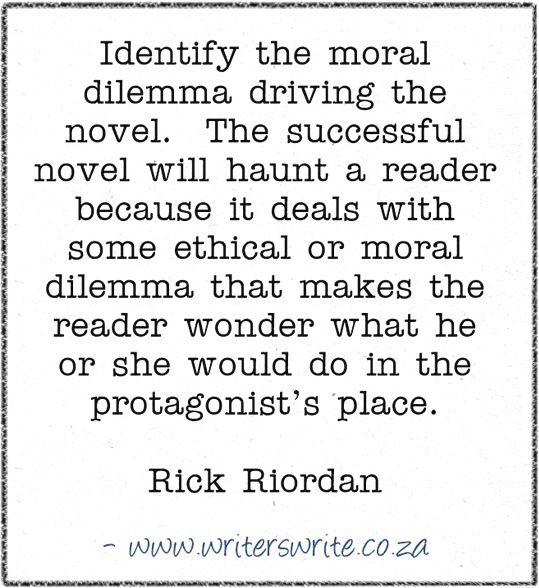 Identify the moral
dilemma driving the
novel.  The successful
novel will haunt a reader
because it deals with
some ethical or moral
dilemma that makes the
reader wonder what he
or she would do in the
protagonist's place.
Rick Riordan
- www.writerswrite.co.za